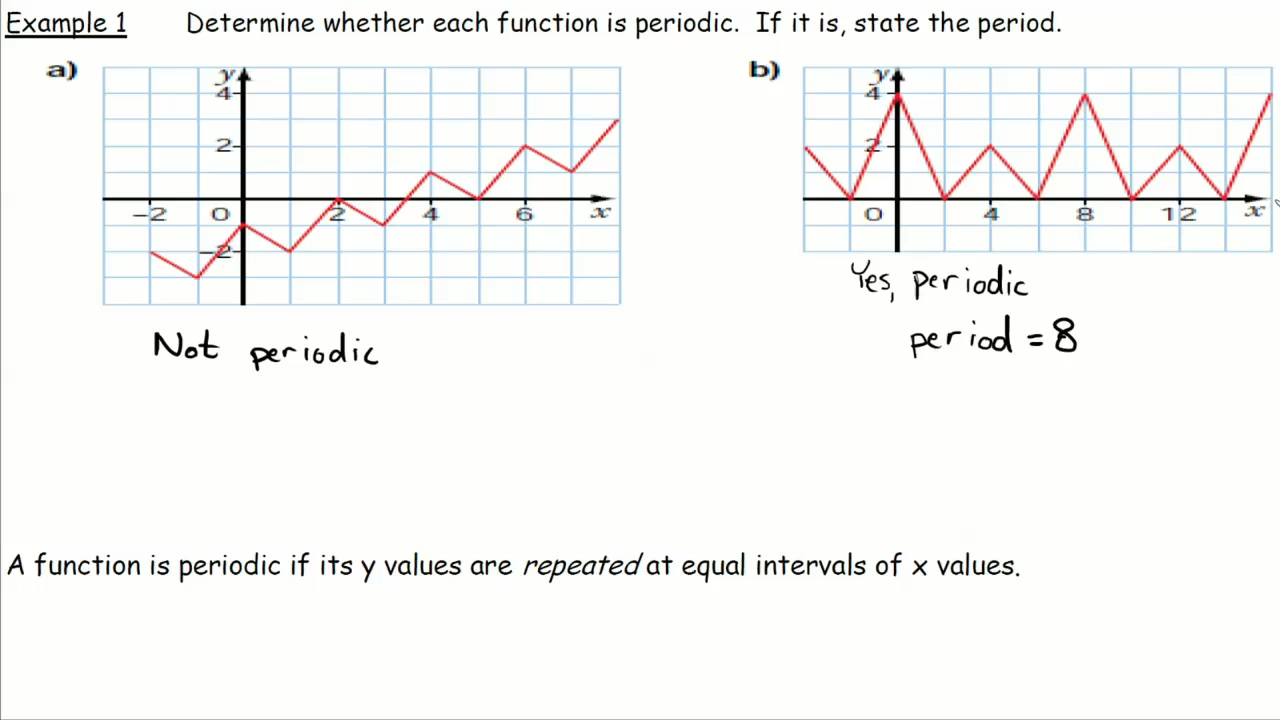 Example 1 Determine whether each function is periodic. If it is, state the period.
a)
y
4
2
-2
0
2
4
6
x
-2
Not periodic
b)
y
4
2
0
4
8
12
x
Yes, periodic
period = 8
A function is periodic if its y values are repeated at equal intervals of x values.